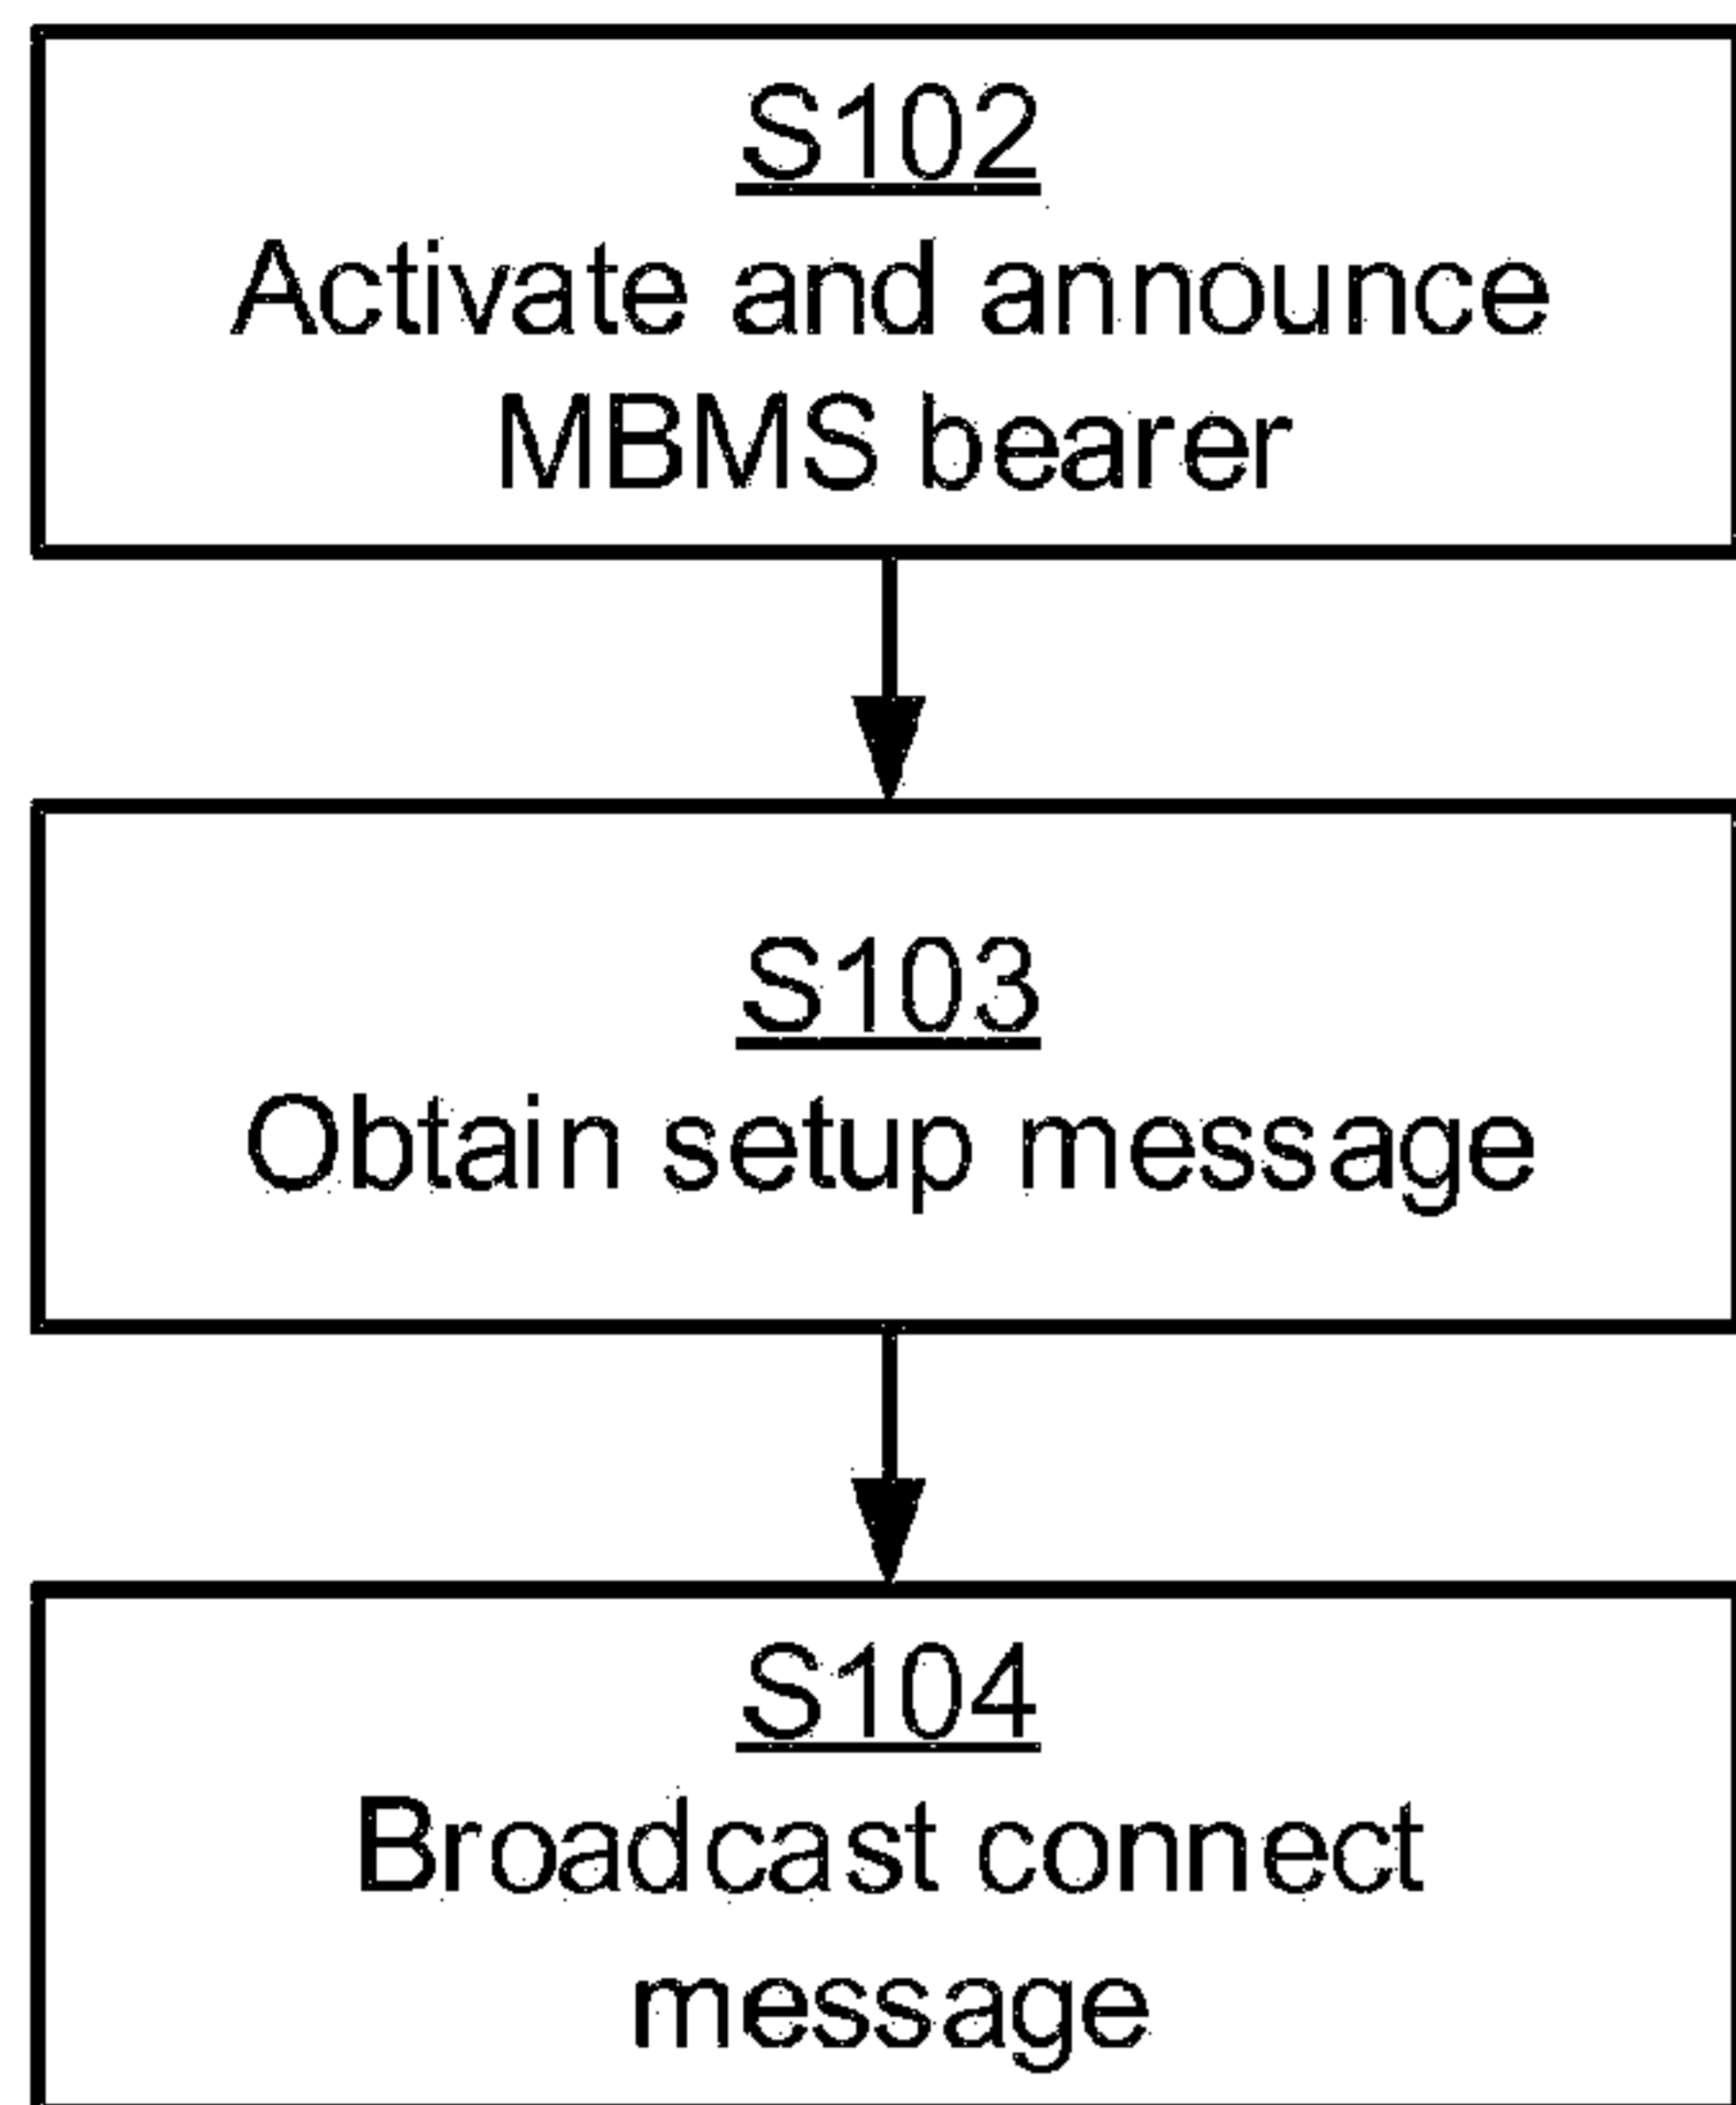 S102
Activate and announce
MBMS bearer
S103
Obtain setup message
S104
Broadcast connect
message